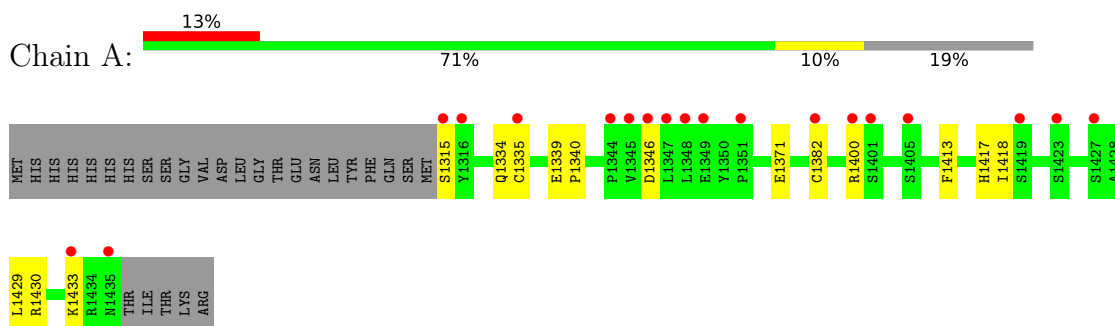 13%
Chain A:
71% 10% 19%
MET HIS HIS HIS HIS HIS HIS SER SER GLY VAL ASP LEU GLY THR GLU ASN LEU TYR PHE GLN SER MET S1315 Y1316 Q1334 C1335 E1339 P1340 P1344 V1345 D1346 L1347 L1348 E1349 Y1350 P1351 E1371 C1382 R1400 S1401 S1405 F1413 H1417 I1418 S1419 S1423 S1427 A1428
L1429 R1430 K1433 R1434 N1435 THR ILE THR LYS ARG